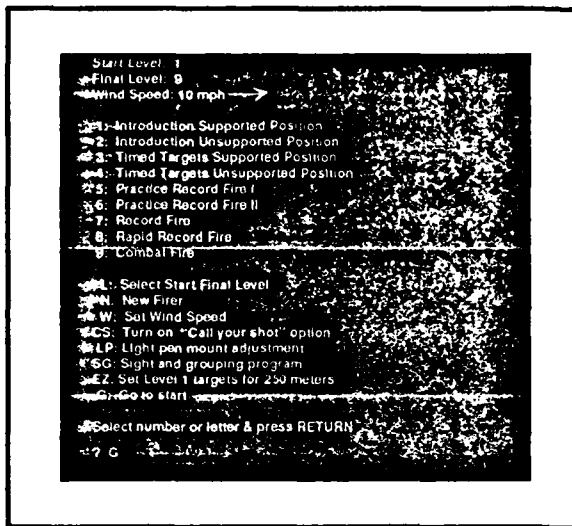 Start Level: 1
Final Level: 9
Wind Speed: 10 mph →
1: Introduction Supported Position
2: Introduction Unsupported Position
3: Timed Targets Supported Position
4: Timed Targets Unsupported Position
5: Practice Record Fire I
6: Practice Record Fire II
7: Record Fire
8: Rapid Record Fire
9: Combat Fire
L: Select Start Final Level
N. New Firer
W: Set Wind Speed
CS: Turn on "Call your shot" option
LP: Light pen mount adjustment
SG: Sight and grouping program
EZ. Set Level 1 targets for 250 meters
G: Go to start
Select number or letter & press RETURN
? G